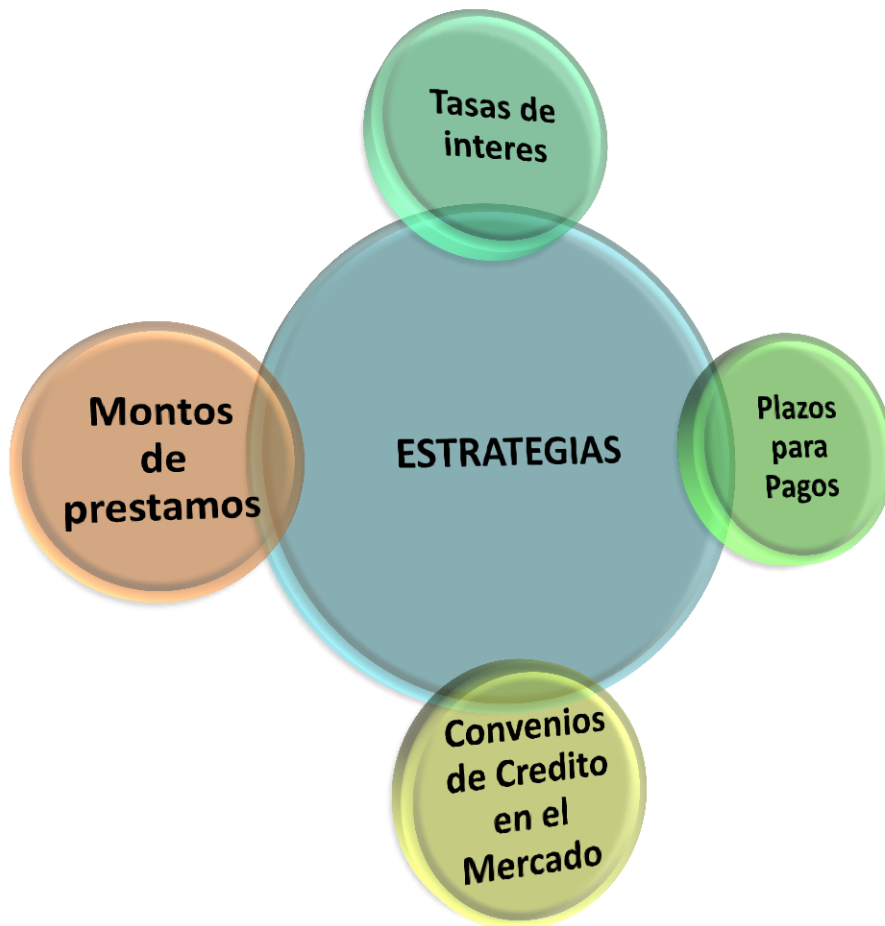 Tasas de
interes
Montos
de
prestamos
ESTRATEGIAS
Plazos
para
Pagos
Convenios
de Credito
en el
Mercado